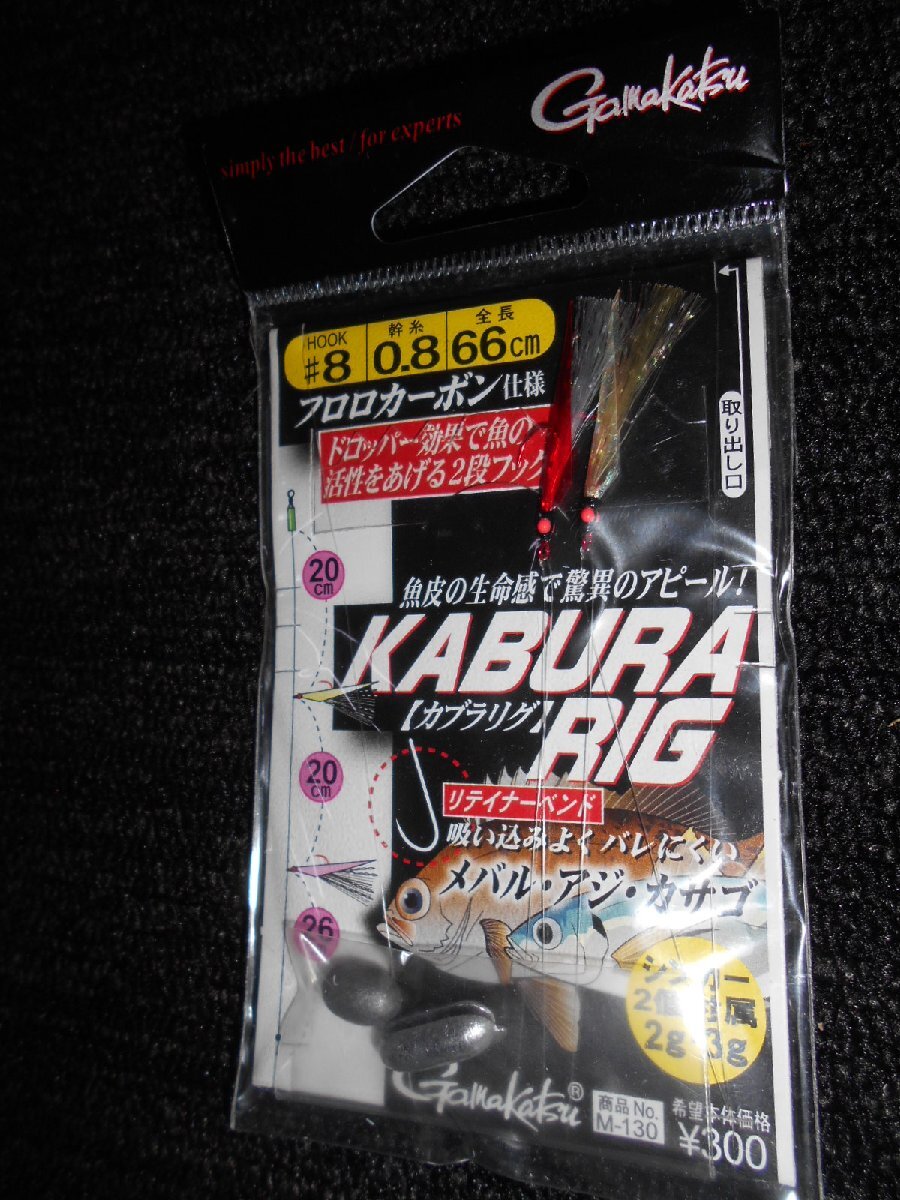 Gamakatsu
simply the best / for experts
HOOK 幹糸 全長
#8 0.8 66cm
フロロカーボン仕様
取り出し口
ドロッパー効果で魚の
活性をあげる2段フック
20
cm
魚皮の生命感で驚異のアピール!
KABURA
【カブラリグ】
RIG
20
cm
リテイナーベンド
吸い込みよくバレにくい
メバル・アジ・カサゴ
26
2個 属
2g 3g
Gamakatsu®
商品No.
M-130
希望本体価格
¥300